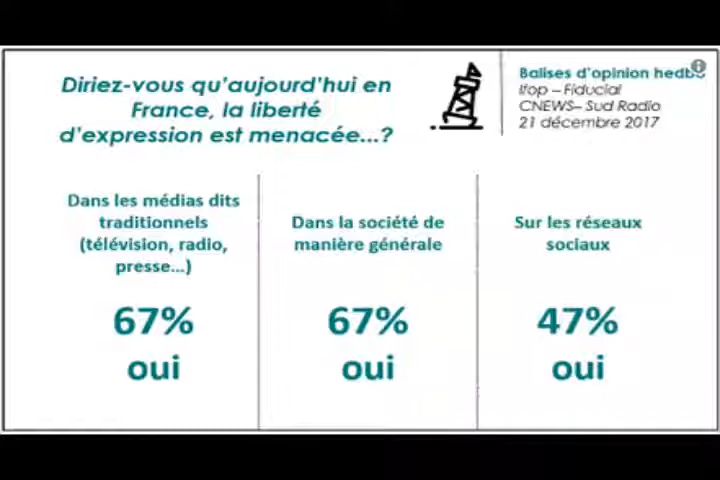 Diriez-vous qu'aujourd'hui en
France, la liberté
d'expression est menacée...?
Balises d'opinion
Ifop – Fiducial
CNEWS– Sud Radio
21 décembre 2017
Dans les médias dits
traditionnels
(télévision, radio,
presse...)
67%
oui
Dans la société de
manière générale
67%
oui
Sur les réseaux
sociaux
47%
oui